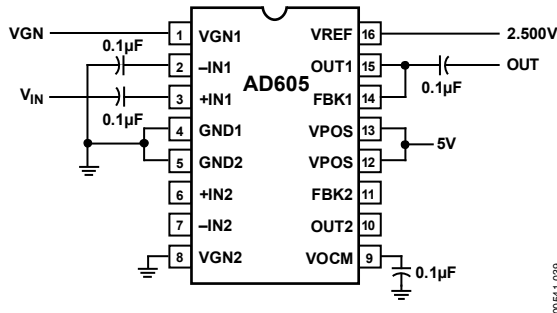 VGN
0.1µF
VIN
0.1µF
1 VGN1
2 –IN1
3 +IN1
4 GND1
5 GND2
6 +IN2
7 –IN2
8 VGN2
AD605
VREF 16
OUT1 15
FBK1 14
VPOS 13
VPOS 12
FBK2 11
OUT2 10
VOCM 9
2.500V
OUT
0.1µF
5V
0.1µF